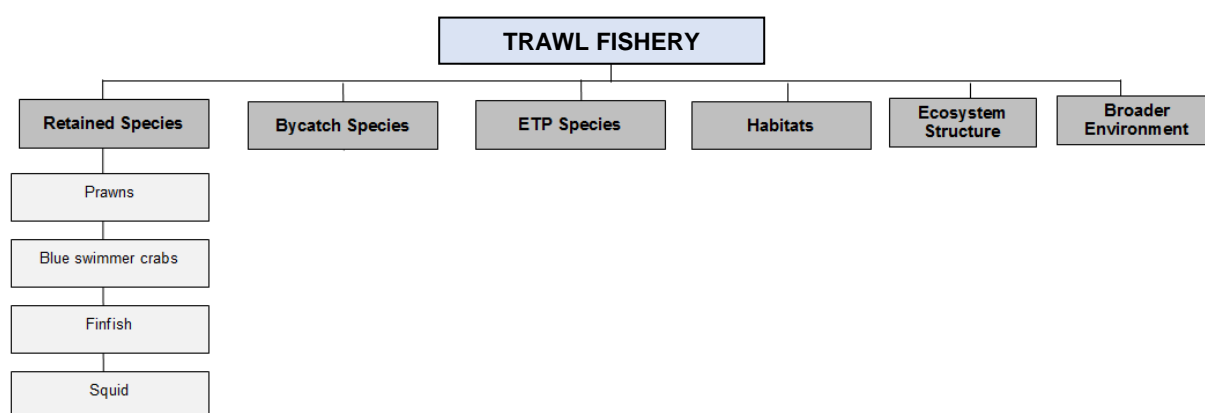 TRAWL FISHERY
Retained Species
Bycatch Species
ETP Species
Habitats
Ecosystem
Structure
Broader
Environment
Prawns
Blue swimmer crabs
Finfish
Squid